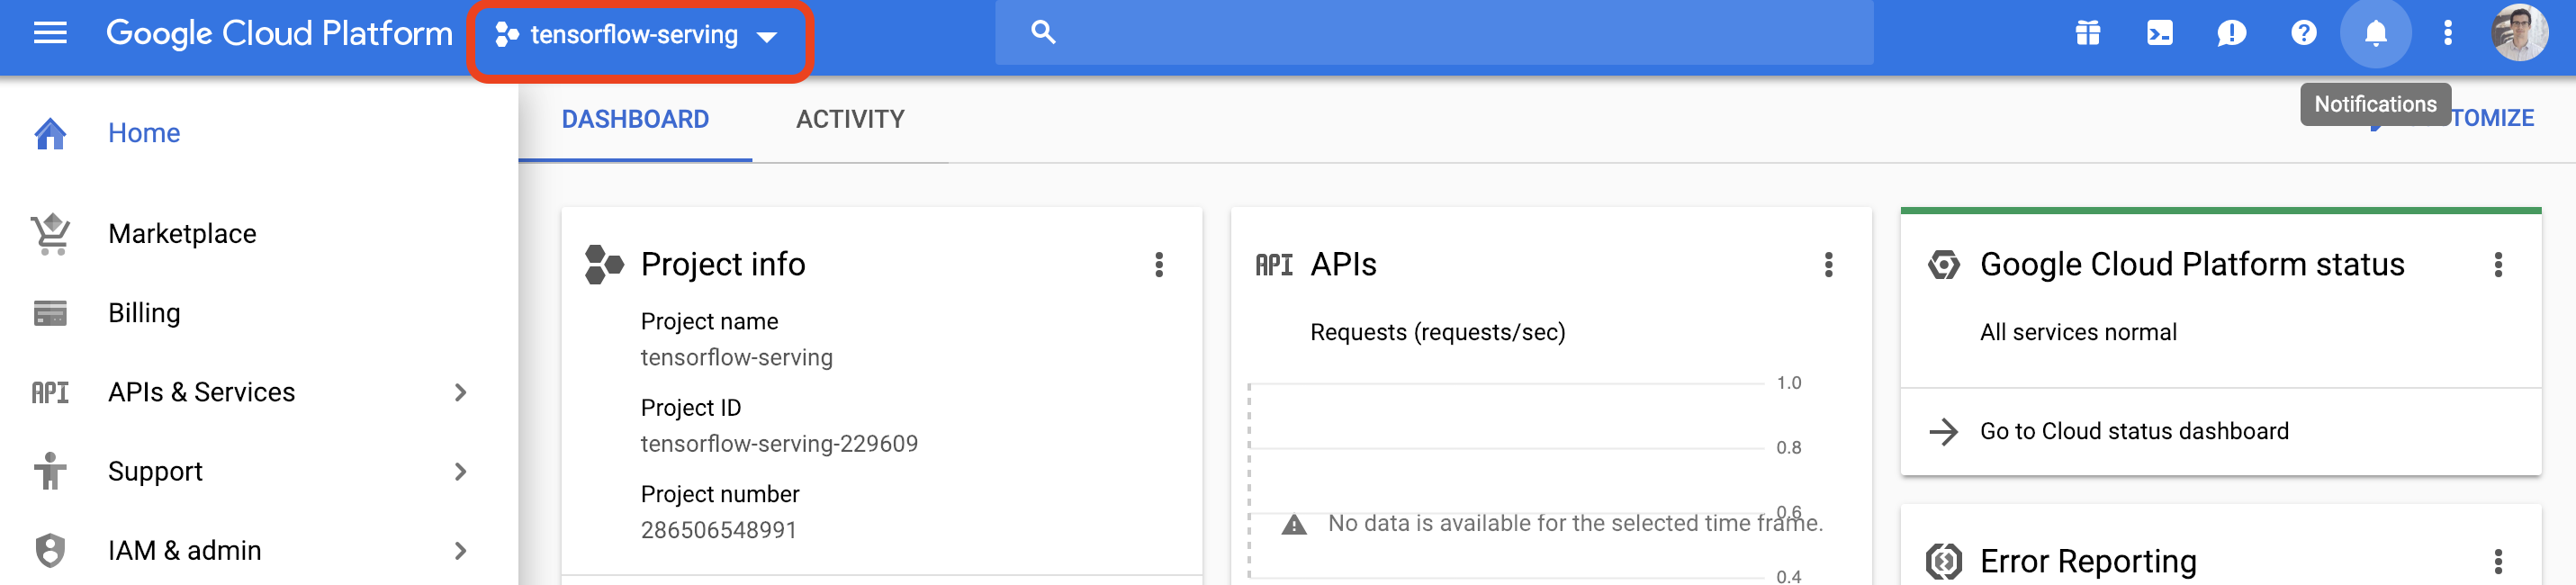 Google Cloud Platform
tensorflow-serving
Notifications
DASHBOARD
ACTIVITY
TOMIZE
Home
Marketplace
Billing
API
APIs & Services
Support
IAM & admin
Project info
Project name
tensorflow-serving
Project ID
tensorflow-serving-229609
Project number
286506548991
API
APIs
Requests (requests/sec)
1.0
0.8
0.6
No data is available for the selected time frame.
0.4
Google Cloud Platform status
All services normal
Go to Cloud status dashboard
Error Reporting